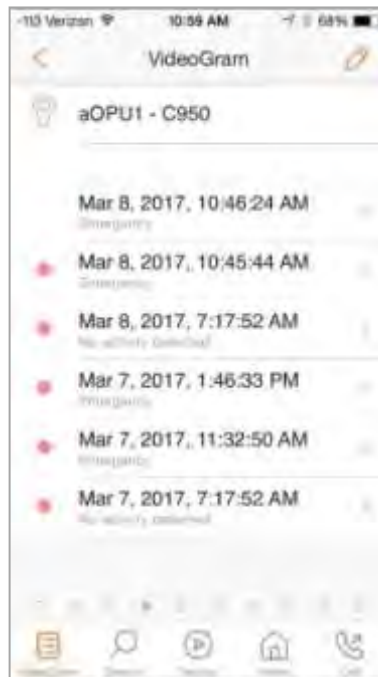 -113 Verizon 10:59 AM 68%
VideoGram
aOPU1 - C950
Mar 8, 2017, 10:46:24 AM
Emergency
Mar 8, 2017, 10:45:44 AM
Emergency
Mar 8, 2017, 7:17:52 AM
No activity detected
Mar 7, 2017, 1:46:33 PM
Emergency
Mar 7, 2017, 11:32:50 AM
Emergency
Mar 7, 2017, 7:17:52 AM
No activity detected